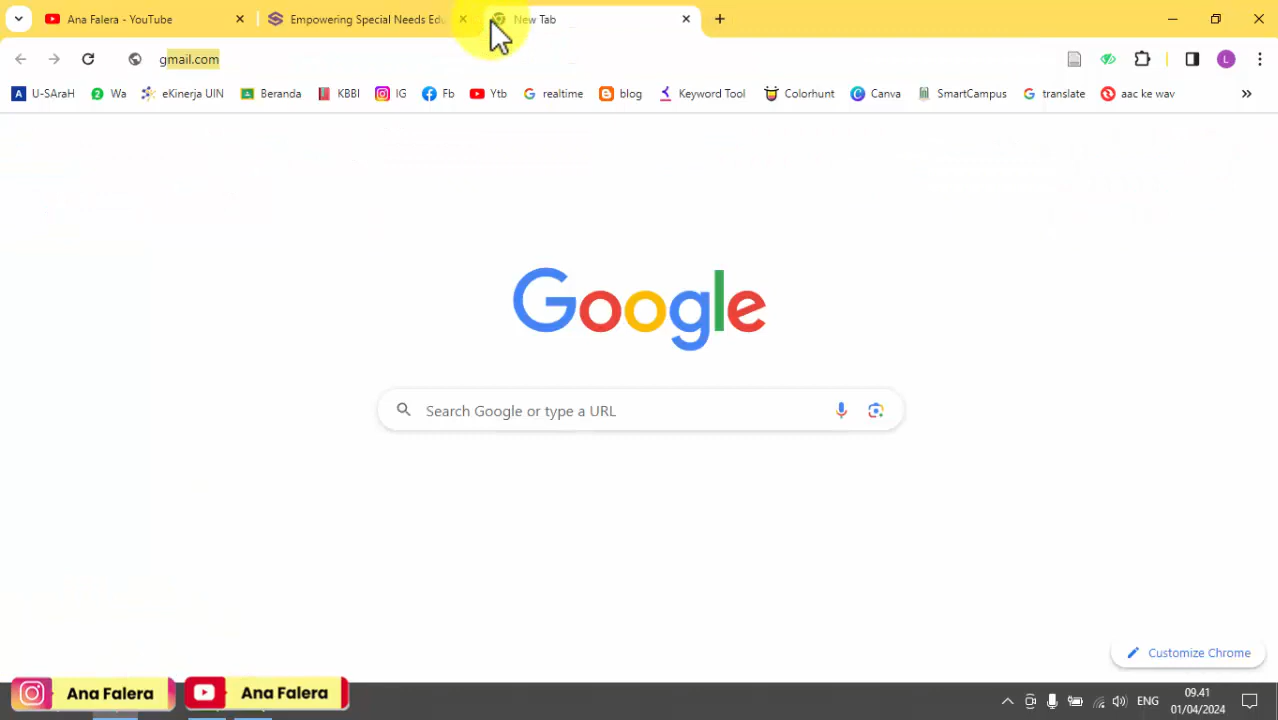 Ana Falera - YouTube
Empowering Special Needs Edu
New Tab
gmail.com
L
U-SAraH
Wa
eKinerja UIN
Beranda
KBBI
IG
Fb
Ytb
realtime
blog
Keyword Tool
Colorhunt
Canva
SmartCampus
translate
aac ke wav
Google
Search Google or type a URL
Customize Chrome
Ana Falera
Ana Falera
ENG
09.41
01/04/2024